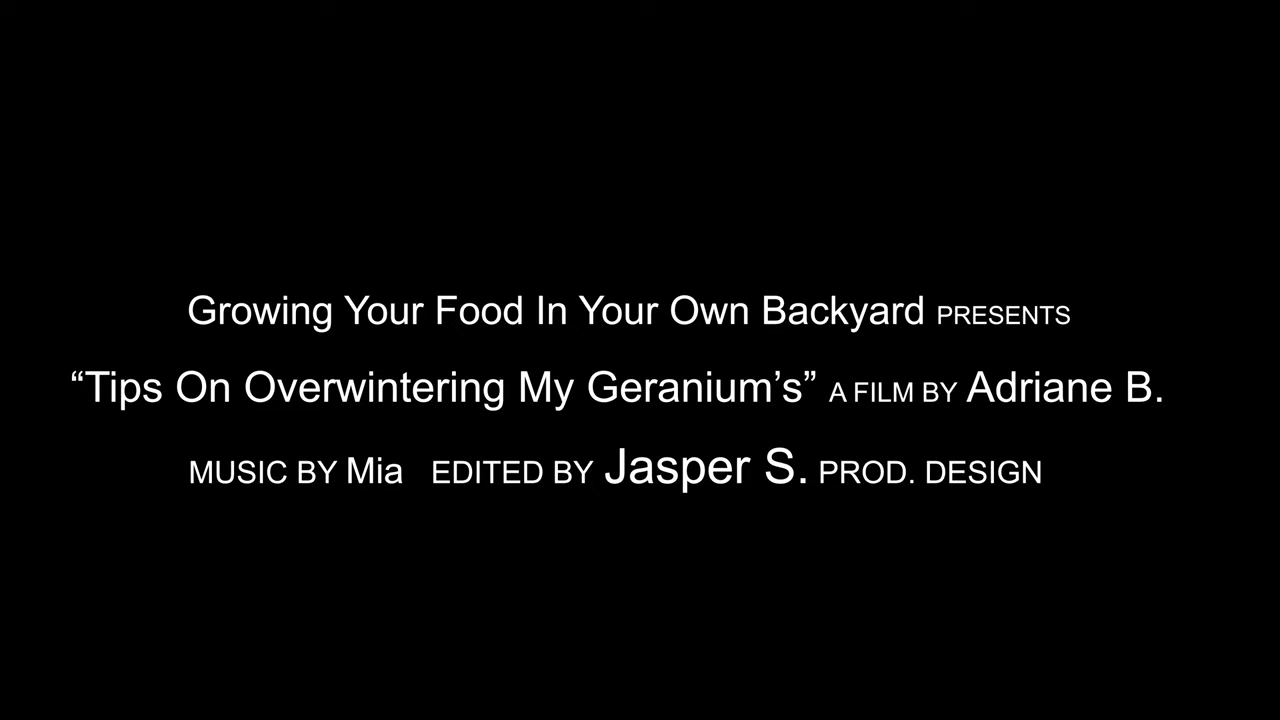 Growing Your Food In Your Own Backyard PRESENTS
“Tips On Overwintering My Geranium’s” A FILM BY Adriane B.
MUSIC BY Mia EDITED BY Jasper S. PROD. DESIGN